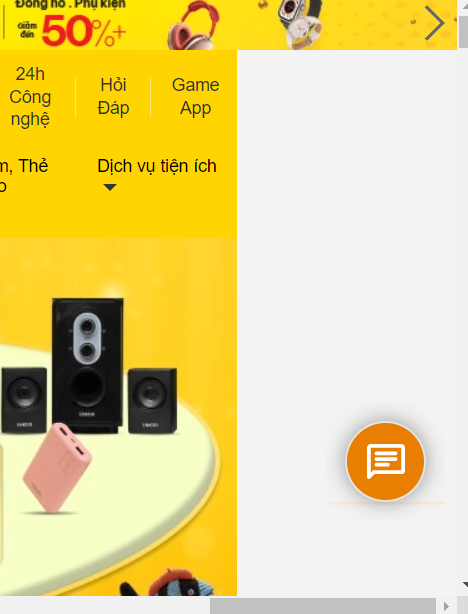 Đồng hồ . Phụ kiện
Giảm
đến
50%+
24h
Công
nghệ
Hỏi
Đáp
Game
App
m, Thẻ
o
Dịch vụ tiện ích